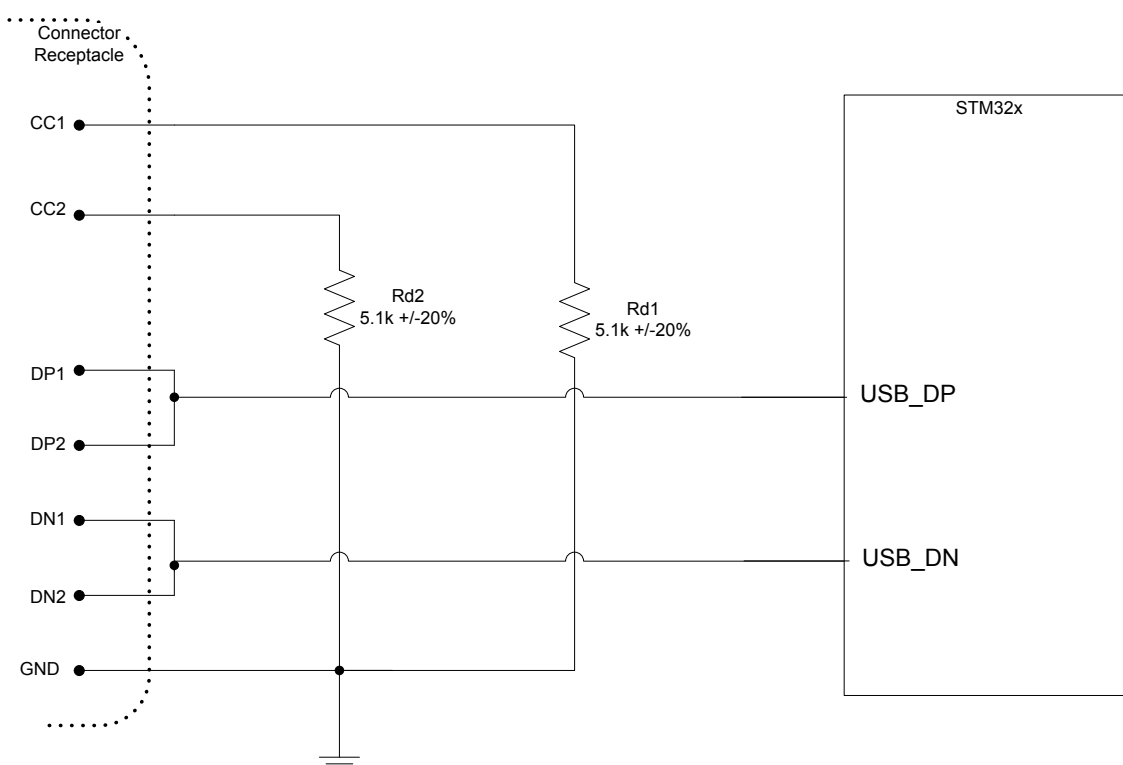 Connector
Receptacle
STM32x
CC1
CC2
Rd2
5.1k +/-20%
Rd1
5.1k +/-20%
DP1
USB_DP
DP2
DN1
USB_DN
DN2
GND